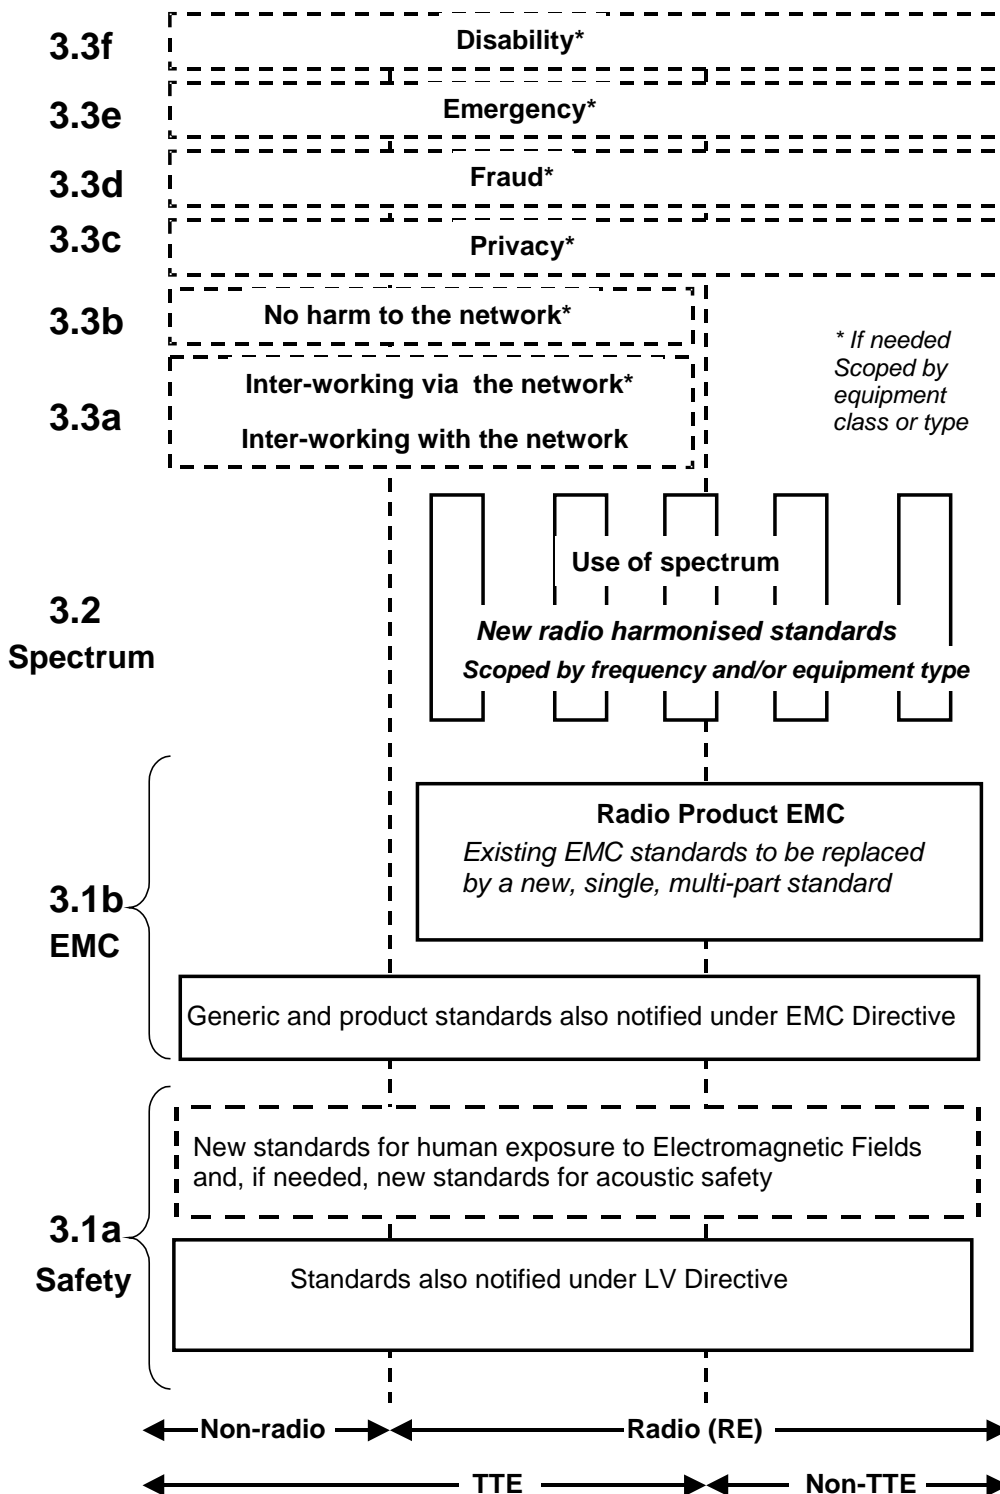 3.3f
Disability*
3.3e
Emergency*
3.3d
Fraud*
3.3c
Privacy*
3.3b
No harm to the network*
* If needed
Scoped by
equipment
class or type
3.3a
Inter-working via the network*
Inter-working with the network
3.2
Spectrum
Use of spectrum
New radio harmonised standards
Scoped by frequency and/or equipment type
3.1b
EMC
Radio Product EMC
Existing EMC standards to be replaced
by a new, single, multi-part standard
Generic and product standards also notified under EMC Directive
3.1a
Safety
New standards for human exposure to Electromagnetic Fields
and, if needed, new standards for acoustic safety
Standards also notified under LV Directive
Non-radio
Radio (RE)
TTE
Non-TTE